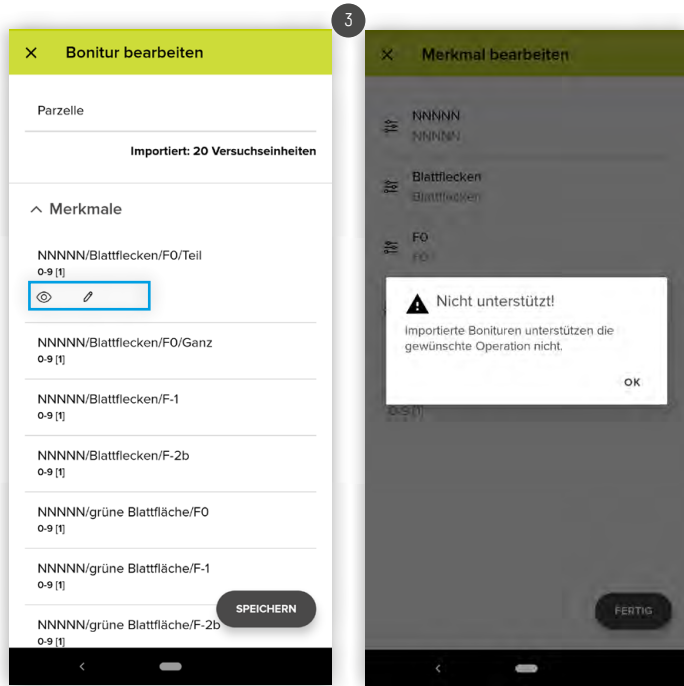 3
Bonitur bearbeiten
Parzelle
Importiert: 20 Versuchseinheiten
Merkmale
NNNNN/Blattflecken/F0/Teil
0-9 [1]
NNNNN/Blattflecken/F0/Ganz
0-9 [1]
NNNNN/Blattflecken/F-1
0-9 [1]
NNNNN/Blattflecken/F-2b
0-9 [1]
NNNNN/grüne Blattfläche/F0
0-9 [1]
NNNNN/grüne Blattfläche/F-1
0-9 [1]
SPEICHERN
NNNNN/grüne Blattfläche/F-2b
0-9 [1]
Merkmal bearbeiten
NNNNN
NNNNN
Blattflecken
Blattflecken
F0
F0
Nicht unterstützt!
Importierte Bonituren unterstützen die
gewünschte Operation nicht.
OK
0-9 [1]
FERTIG